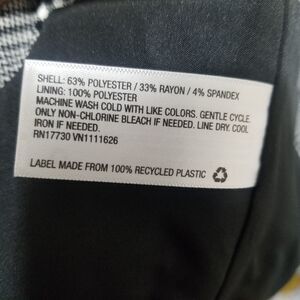 SHELL: 63% POLYESTER / 33% RAYON / 4% SPANDEX
LINING: 100% POLYESTER
MACHINE WASH COLD WITH LIKE COLORS. GENTLE CYCLE.
ONLY NON-CHLORINE BLEACH IF NEEDED. LINE DRY. COOL
IRON IF NEEDED.
RN17730 VN1111626
LABEL MADE FROM 100% RECYCLED PLASTIC